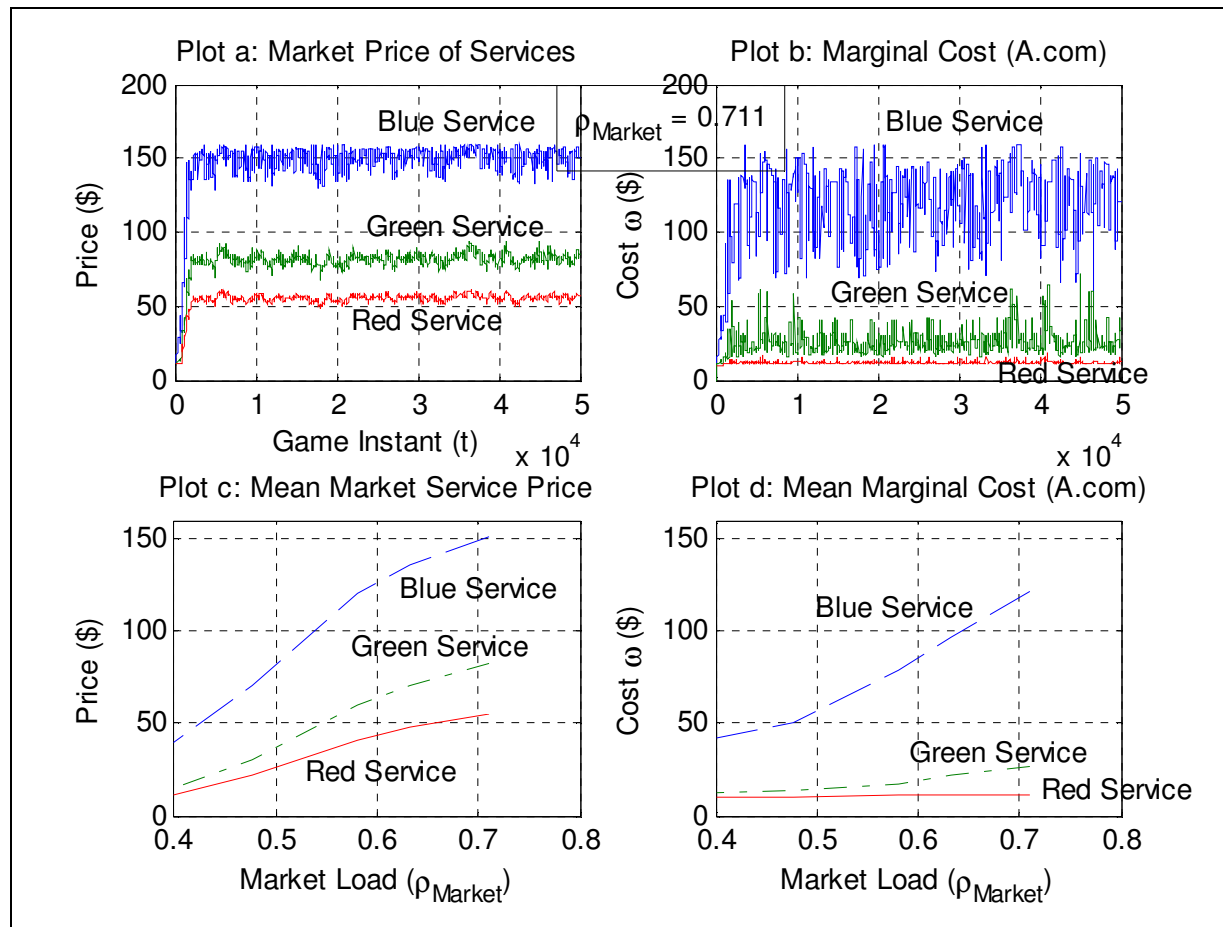 Plot a: Market Price of Services
200
150
100
50
0
Price ($)
Blue Service
Green Service
Red Service
0 1 2 3 4 5
Game Instant (t)
x 10^4
ρ_Market = 0.711
Plot b: Marginal Cost (A.com)
200
150
100
50
0
Cost ω ($)
Blue Service
Green Service
Red Service
0 1 2 3 4 5
x 10^4
Plot c: Mean Market Service Price
150
100
50
0
Price ($)
Blue Service
Green Service
Red Service
0.4 0.5 0.6 0.7 0.8
Market Load (ρ_Market)
Plot d: Mean Marginal Cost (A.com)
150
100
50
0
Cost ω ($)
Blue Service
Green Service
Red Service
0.4 0.5 0.6 0.7 0.8
Market Load (ρ_Market)